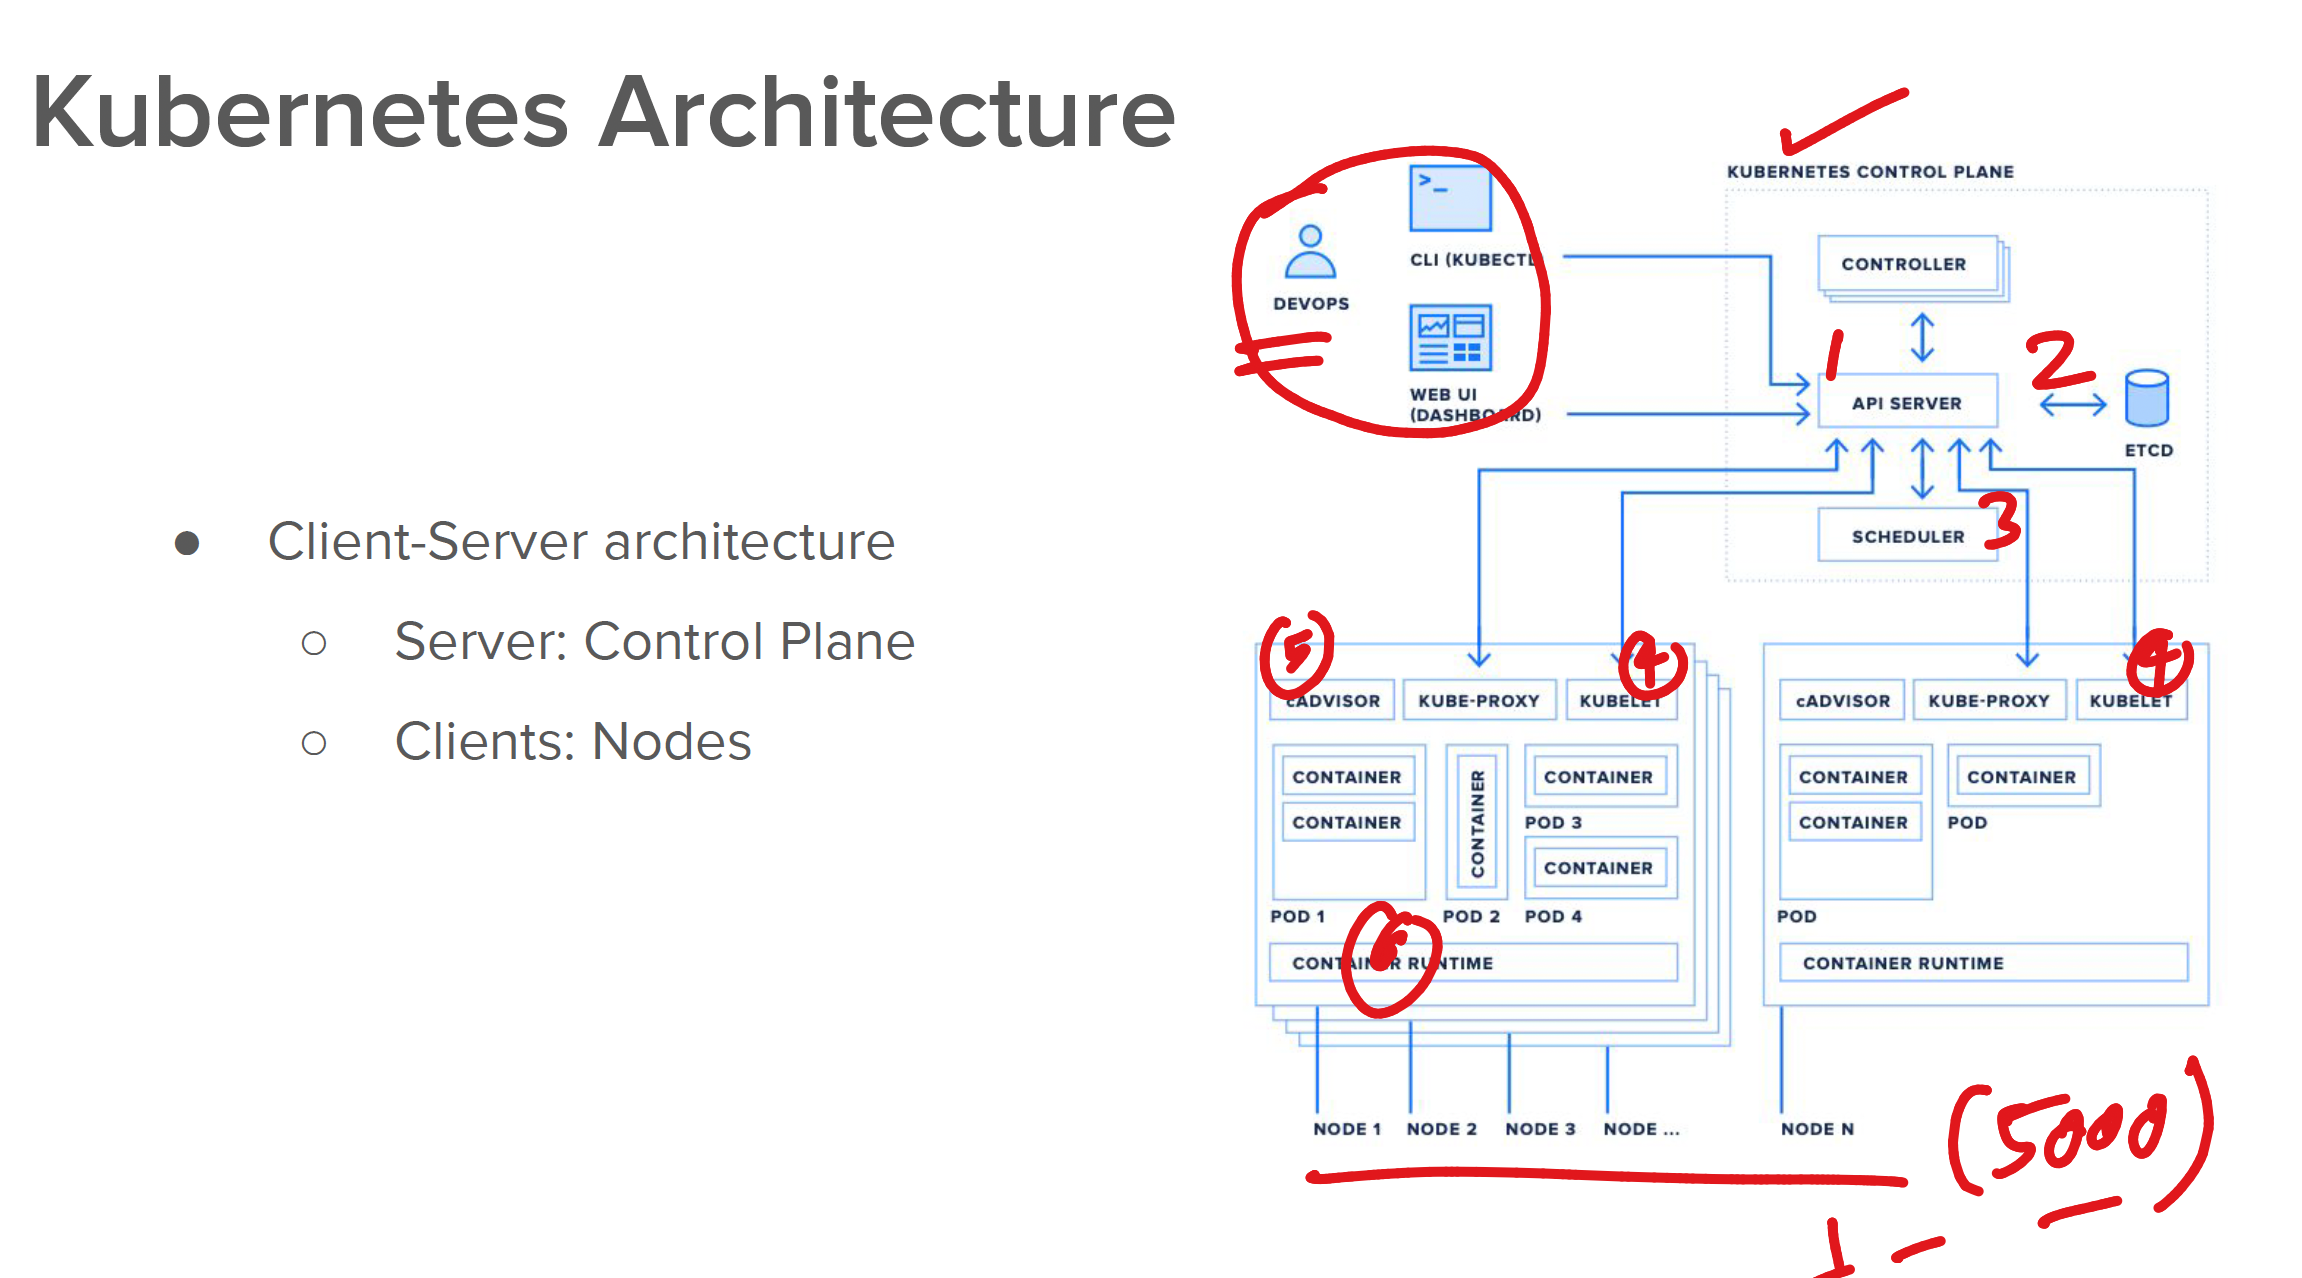 Kubernetes Architecture
● Client-Server architecture
○ Server: Control Plane
○ Clients: Nodes
KUBERNETES CONTROL PLANE
>_
DEVOPS
CLI (KUBECTL)
WEB UI
(DASHBOARD)
CONTROLLER
1
2
API SERVER
ETCD
SCHEDULER
3
5
4
cADVISOR
KUBE-PROXY
KUBELET
CONTAINER
CONTAINER
POD 1
CONTAINER
POD 2
CONTAINER
POD 3
CONTAINER
POD 4
6
CONTAINER RUNTIME
NODE 1
NODE 2
NODE 3
NODE ...
4
cADVISOR
KUBE-PROXY
KUBELET
CONTAINER
CONTAINER
POD
CONTAINER
POD
CONTAINER RUNTIME
NODE N
(5000)
1 -